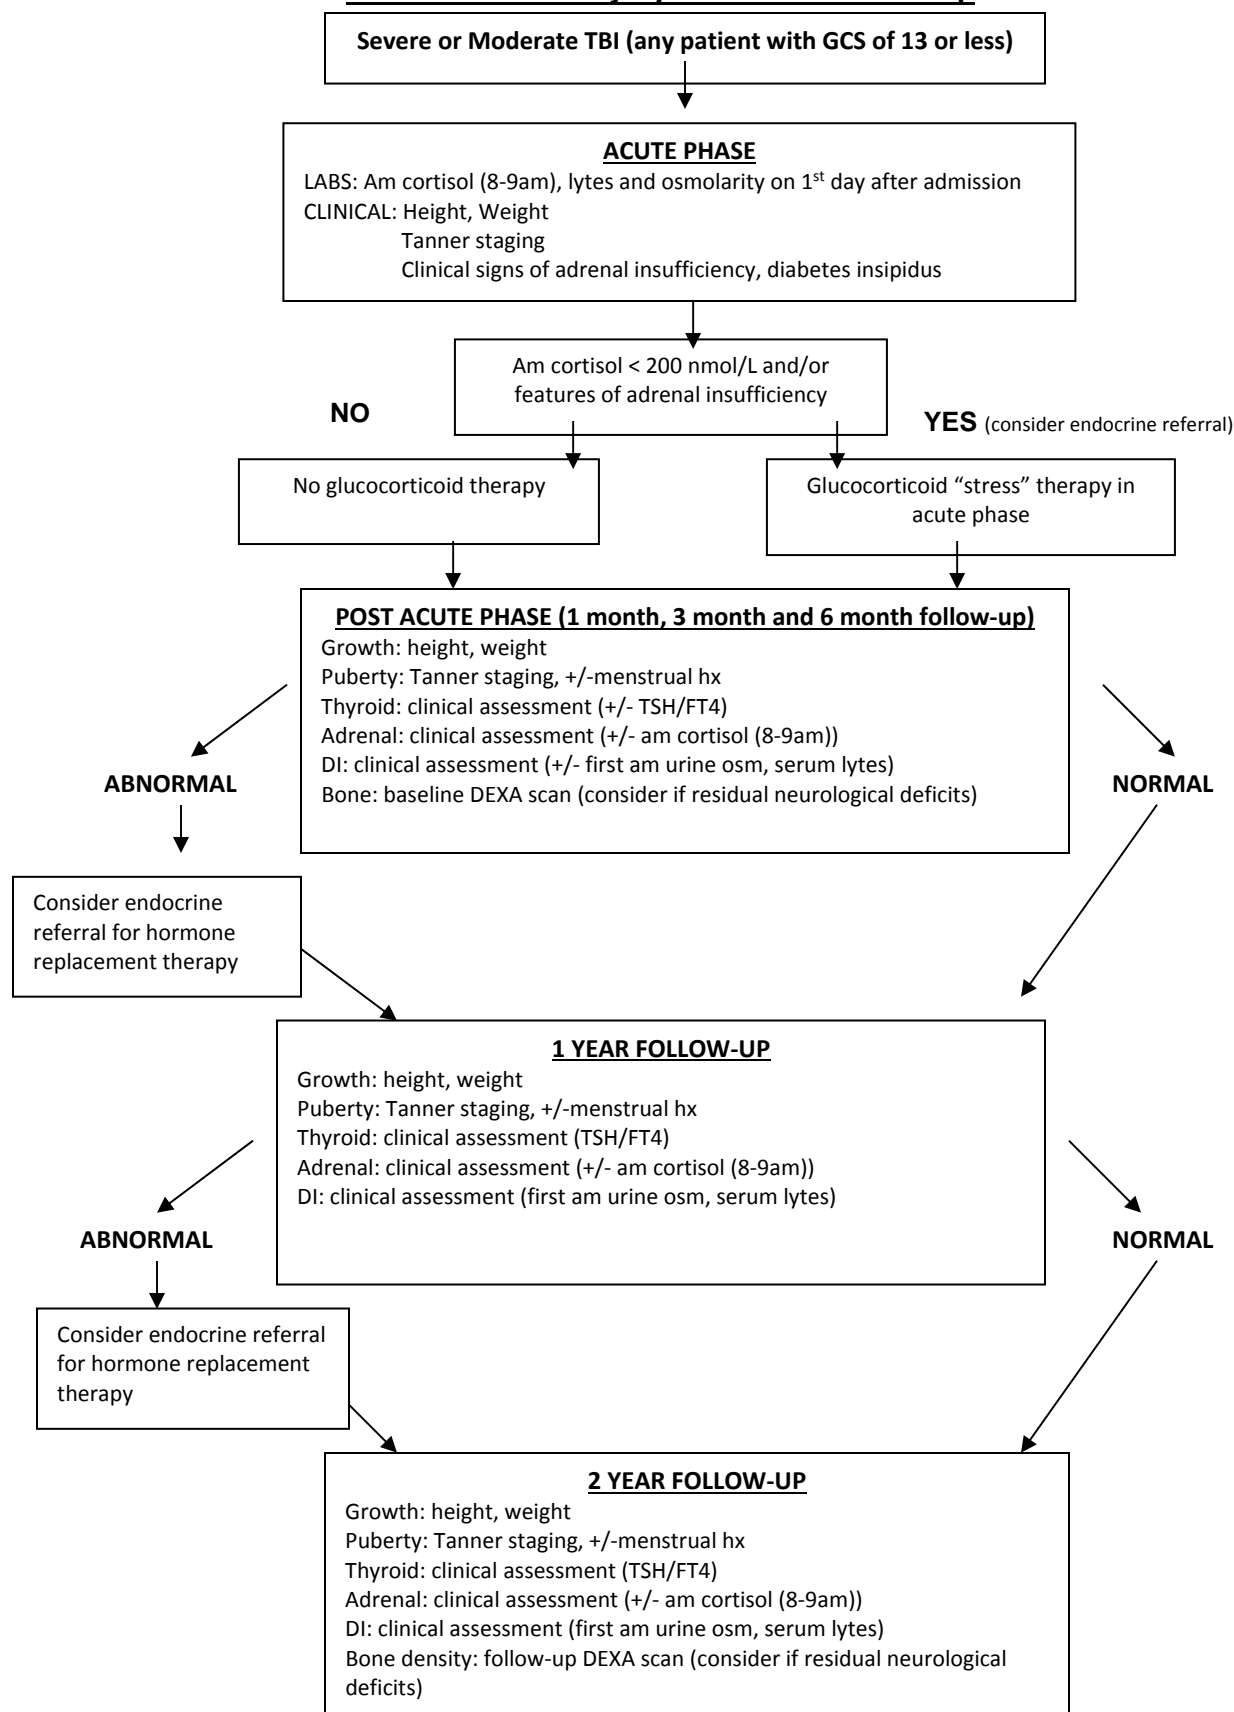 Severe or Moderate TBI (any patient with GCS of 13 or less)
ACUTE PHASE
LABS: Am cortisol (8-9am), lytes and osmolarity on 1st day after admission
CLINICAL: Height, Weight
Tanner staging
Clinical signs of adrenal insufficiency, diabetes insipidus
Am cortisol < 200 nmol/L and/or
features of adrenal insufficiency
NO
YES (consider endocrine referral)
No glucocorticoid therapy
Glucocorticoid “stress” therapy in
acute phase
POST ACUTE PHASE (1 month, 3 month and 6 month follow-up)
Growth: height, weight
Puberty: Tanner staging, +/-menstrual hx
Thyroid: clinical assessment (+/- TSH/FT4)
Adrenal: clinical assessment (+/- am cortisol (8-9am))
DI: clinical assessment (+/- first am urine osm, serum lytes)
Bone: baseline DEXA scan (consider if residual neurological deficits)
ABNORMAL
NORMAL
Consider endocrine
referral for hormone
replacement therapy
1 YEAR FOLLOW-UP
Growth: height, weight
Puberty: Tanner staging, +/-menstrual hx
Thyroid: clinical assessment (TSH/FT4)
Adrenal: clinical assessment (+/- am cortisol (8-9am))
DI: clinical assessment (first am urine osm, serum lytes)
ABNORMAL
NORMAL
Consider endocrine referral
for hormone replacement
therapy
2 YEAR FOLLOW-UP
Growth: height, weight
Puberty: Tanner staging, +/-menstrual hx
Thyroid: clinical assessment (TSH/FT4)
Adrenal: clinical assessment (+/- am cortisol (8-9am))
DI: clinical assessment (first am urine osm, serum lytes)
Bone density: follow-up DEXA scan (consider if residual neurological
deficits)